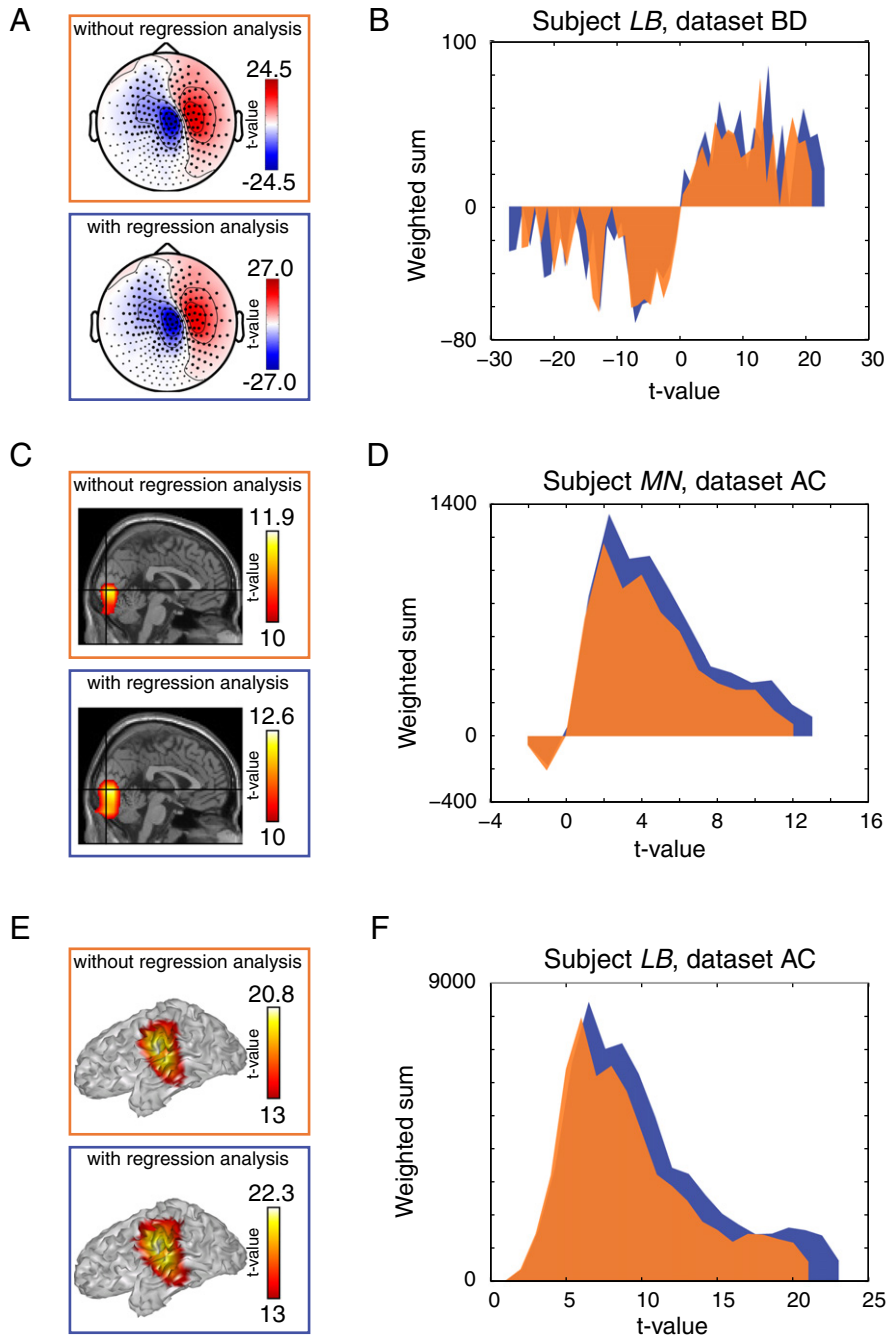 A
without regression analysis
24.5
t-value
-24.5
with regression analysis
27.0
t-value
-27.0
B
Subject LB, dataset BD
100
0
−80
Weighted sum
−30 −20 −10 0 10 20 30
t-value
C
without regression analysis
11.9
t-value
10
with regression analysis
12.6
t-value
10
D
Subject MN, dataset AC
1400
0
−400
Weighted sum
−4 0 4 8 12 16
t-value
E
without regression analysis
20.8
t-value
13
with regression analysis
22.3
t-value
13
F
Subject LB, dataset AC
9000
0
Weighted sum
0 5 10 15 20 25
t-value